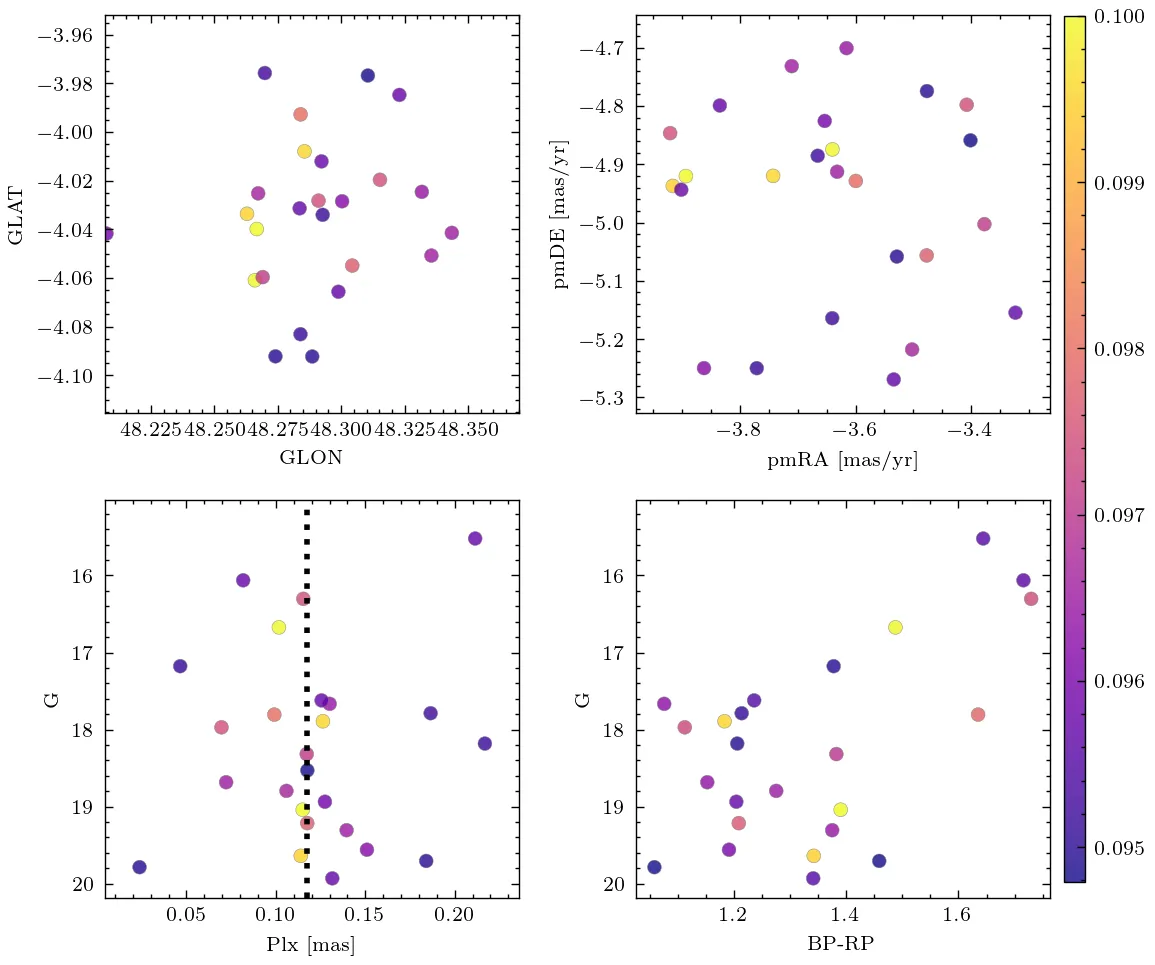 −3.96
−3.98
−4.00
−4.02
−4.04
−4.06
−4.08
−4.10
GLAT
48.225 48.250 48.275 48.300 48.325 48.350
GLON
−4.7
−4.8
−4.9
−5.0
−5.1
−5.2
−5.3
pmDE [mas/yr]
−3.8 −3.6 −3.4
pmRA [mas/yr]
0.100
0.099
0.098
0.097
0.096
0.095
16
17
18
19
20
G
0.05 0.10 0.15 0.20
Plx [mas]
16
17
18
19
20
G
1.2 1.4 1.6
BP-RP